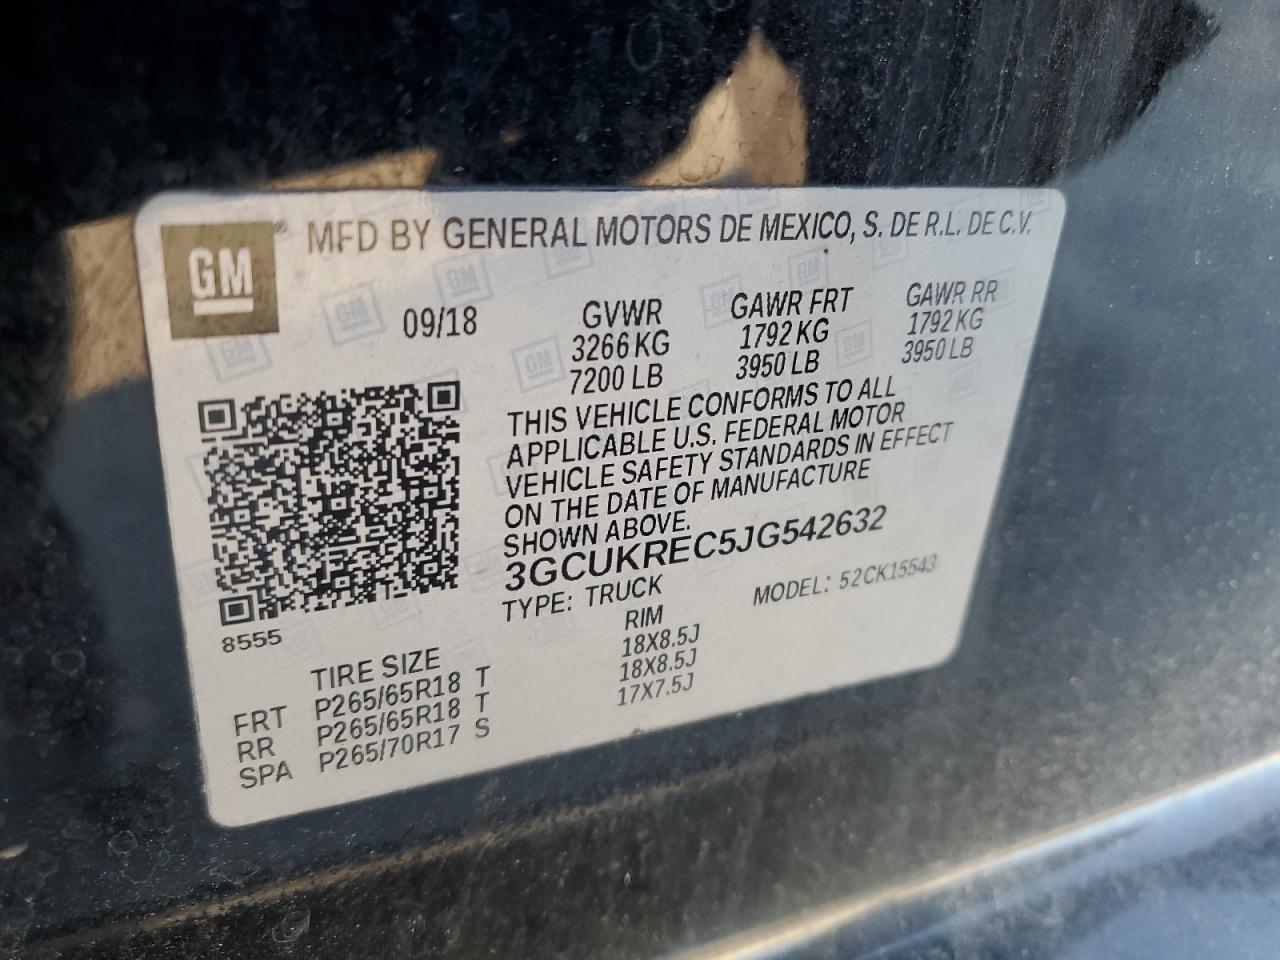 GM® MFD BY GENERAL MOTORS DE MEXICO, S. DE R.L. DE C.V.
09/18 GVWR GAWR FRT GAWR RR
3266 KG 1792 KG 1792 KG
7200 LB 3950 LB 3950 LB
THIS VEHICLE CONFORMS TO ALL
APPLICABLE U.S. FEDERAL MOTOR
VEHICLE SAFETY STANDARDS IN EFFECT
ON THE DATE OF MANUFACTURE
SHOWN ABOVE.
3GCUKREC5JG542632
TYPE: TRUCK MODEL: 52CK15543
8555
TIRE SIZE RIM
FRT P265/65R18 T 18X8.5J
RR P265/65R18 T 18X8.5J
SPA P265/70R17 S 17X7.5J